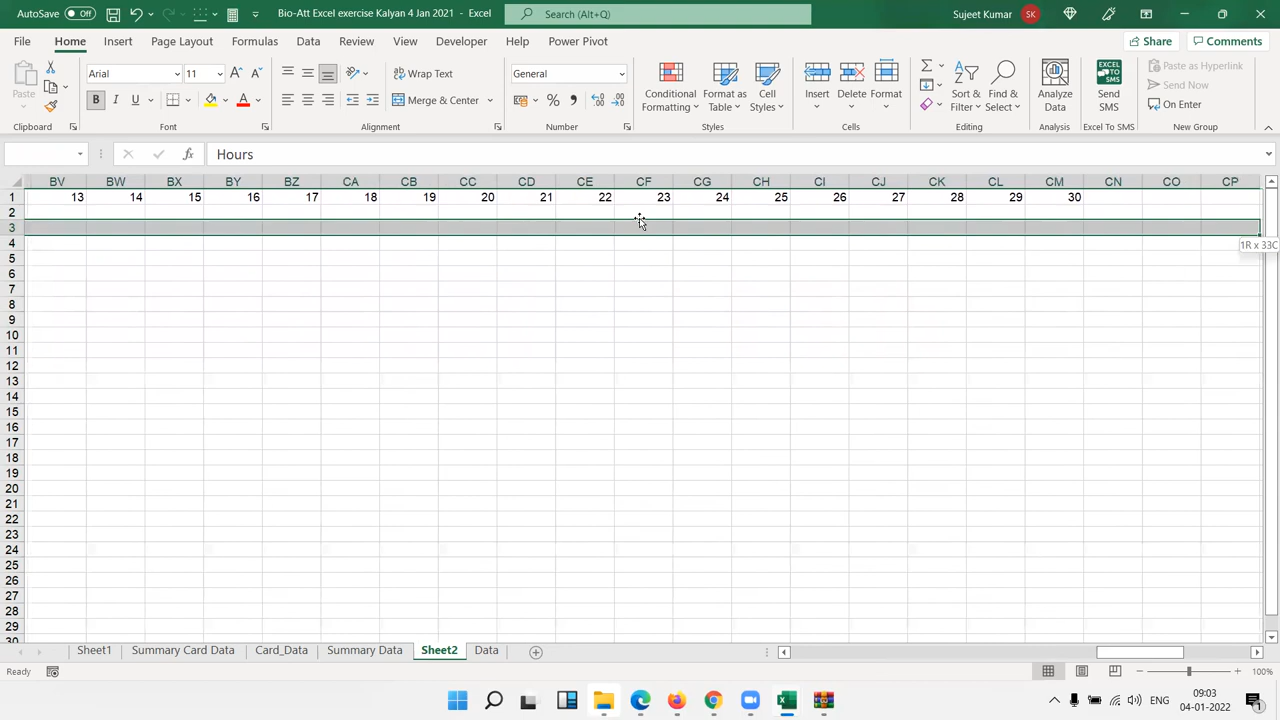 AutoSave Off Bio-Att Excel exercise Kalyan 4 Jan 2021 - Excel Search (Alt+Q) Sujeet Kumar SK
File Home Insert Page Layout Formulas Data Review View Developer Help Power Pivot Share Comments
Paste Arial 11 Wrap Text General Conditional Formatting Format as Table Cell Styles Insert Delete Format Sort & Filter Find & Select Analyze Data Send SMS Paste as Hyperlink
Send Now
B I U A Merge & Center % On Enter
Clipboard Font Alignment Number Styles Cells Editing Analysis Excel To SMS New Group
fx Hours
BV BW BX BY BZ CA CB CC CD CE CF CG CH CI CJ CK CL CM CN CO CP
1 13 14 15 16 17 18 19 20 21 22 23 24 25 26 27 28 29 30
2
3
1R x 33C
4
5
6
7
8
9
10
11
12
13
14
15
16
17
18
19
20
21
22
23
24
25
26
27
28
29
30
Sheet1 Summary Card Data Card_Data Summary Data Sheet2 Data
Ready 100%
ENG 09:03
04-01-2022 1